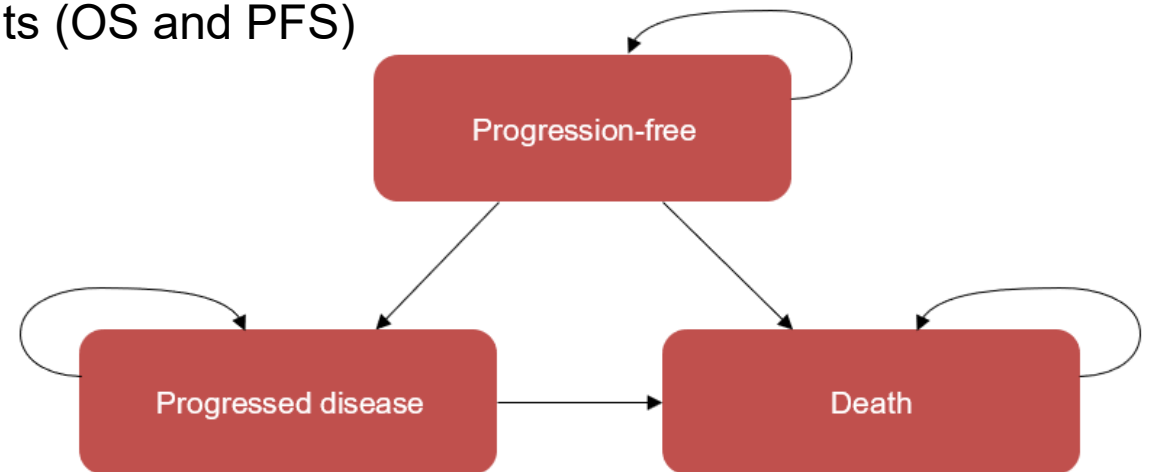 ts (OS and PFS)
Progression-free
Progressed disease
Death